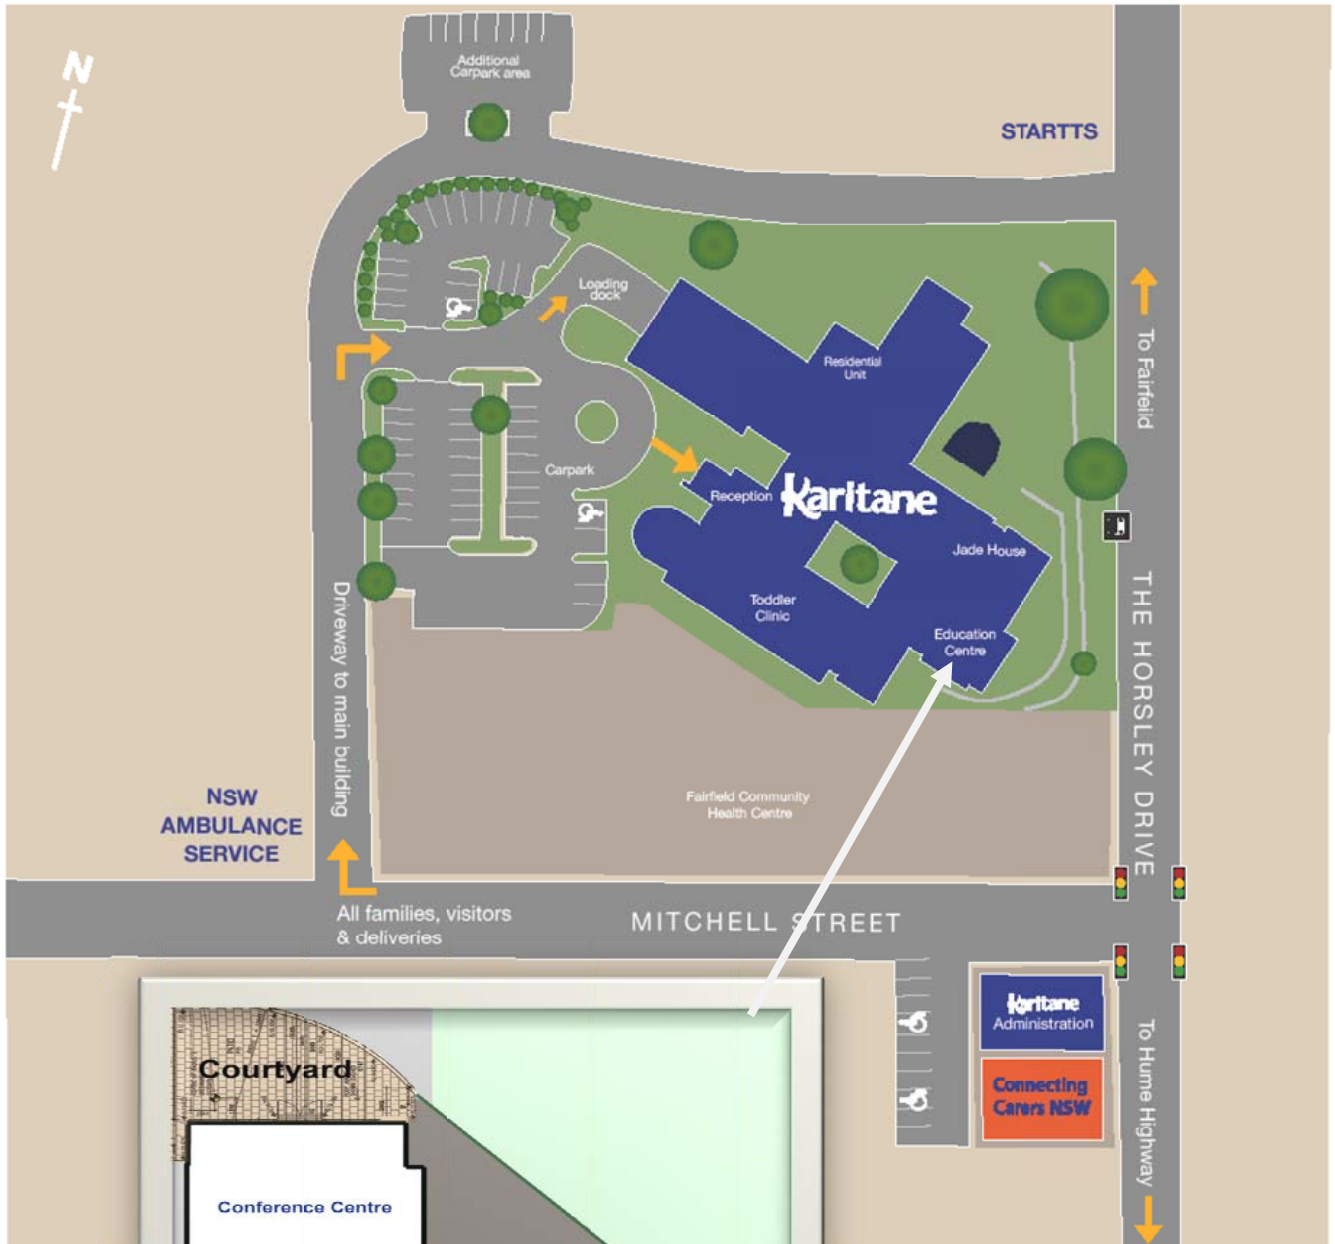 N
Additional
Carpark area
STARTTS
Loading
dock
To Fairfeild
Residential
Unit
Carpark
Reception
Karitane
Jade House
Toddler
Clinic
Education
Centre
Driveway to main building
THE HORSLEY DRIVE
NSW
AMBULANCE
SERVICE
Fairfield Community
Health Centre
All families, visitors
& deliveries
MITCHELL STREET
Karitane
Administration
Connecting
Carers NSW
To Hume Highway
Courtyard
Conference Centre